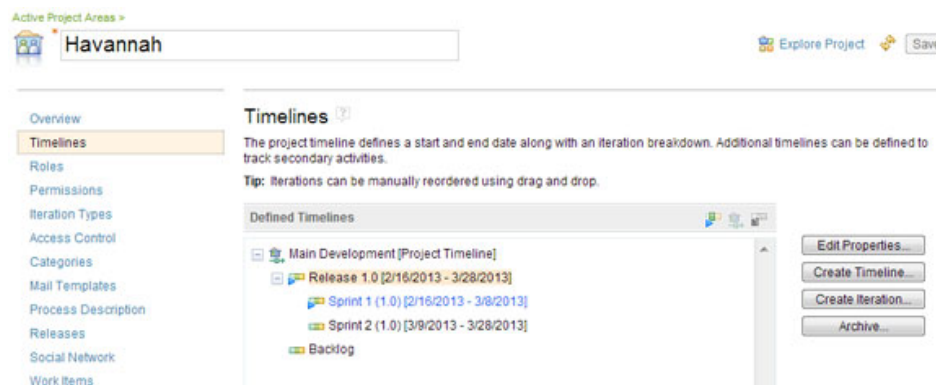 Active Project Areas >
* Havannah
Explore Project
Overview
Timelines
Roles
Permissions
Iteration Types
Access Control
Categories
Mail Templates
Process Description
Releases
Social Network
Work Items
Timelines ?
The project timeline defines a start and end date along with an iteration breakdown. Additional timelines can be defined to
track secondary activities.
Tip: Iterations can be manually reordered using drag and drop.
Defined Timelines
Main Development [Project Timeline]
Release 1.0 [2/16/2013 - 3/28/2013]
Sprint 1 (1.0) [2/16/2013 - 3/8/2013]
Sprint 2 (1.0) [3/9/2013 - 3/28/2013]
Backlog
Edit Properties...
Create Timeline...
Create Iteration...
Archive...